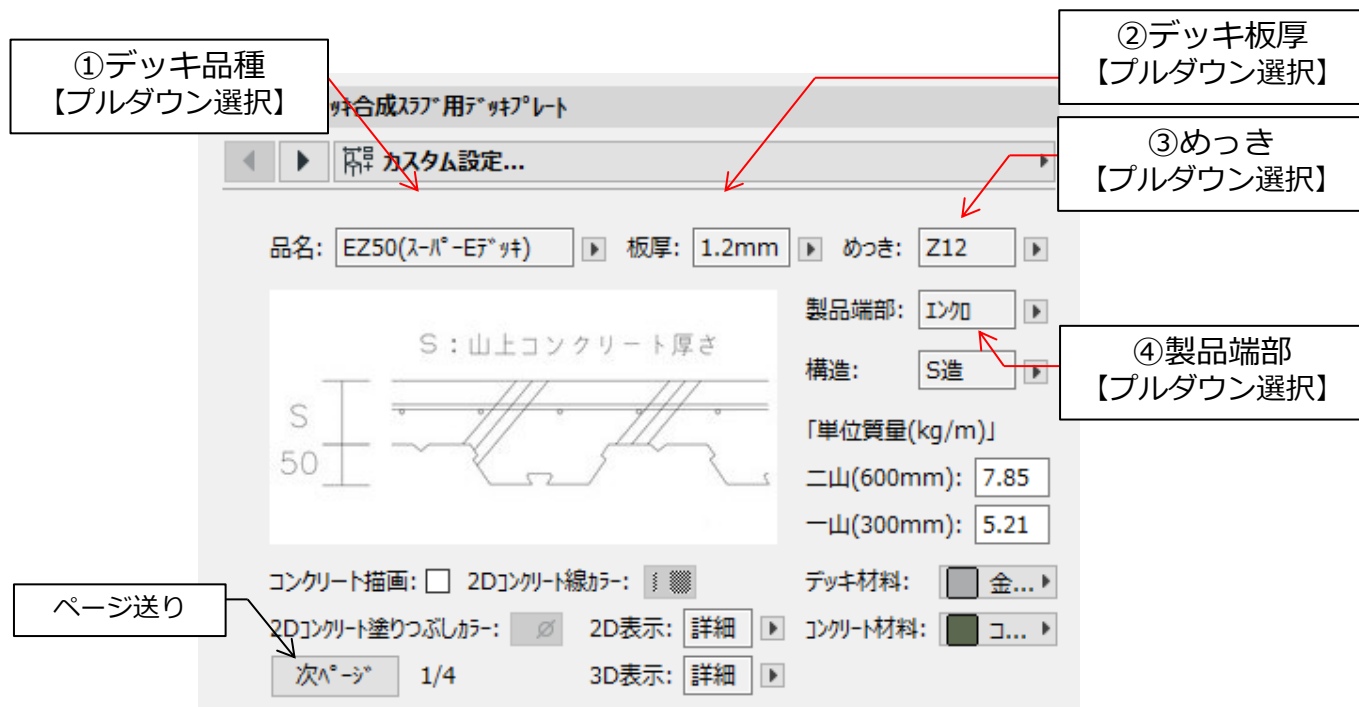 ①デッキ品種
【プルダウン選択】
②デッキ板厚
【プルダウン選択】
ｯｷ合成ｽﾗﾌﾞ用ﾃﾞｯｷﾌﾟﾚｰﾄ
③めっき
【プルダウン選択】
カスタム設定...
品名: EZ50(ｽｰﾊﾟｰEﾃﾞｯｷ) 板厚: 1.2mm めっき: Z12
製品端部: ｴﾝｸﾛ
S：山上コンクリート厚さ
④製品端部
【プルダウン選択】
構造: S造
S
50
「単位質量(kg/m)」
二山(600mm): 7.85
一山(300mm): 5.21
コンクリート描画: 2Dｺﾝｸﾘｰﾄ線ｶﾗｰ: デッキ材料: 金...
ページ送り
2Dｺﾝｸﾘｰﾄ塗りつぶしｶﾗｰ: 2D表示: 詳細 ｺﾝｸﾘｰﾄ材料: コ...
次ﾍﾟｰｼﾞ 1/4 3D表示: 詳細